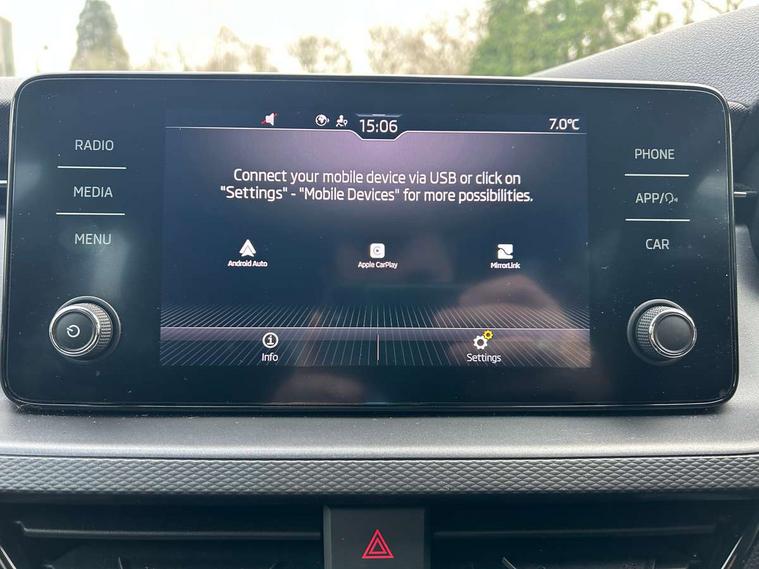 15:06
7.0°C
RADIO
MEDIA
MENU
Connect your mobile device via USB or click on
"Settings" - "Mobile Devices" for more possibilities.
Android Auto
Apple CarPlay
MirrorLink
Info
Settings
PHONE
APP/
CAR